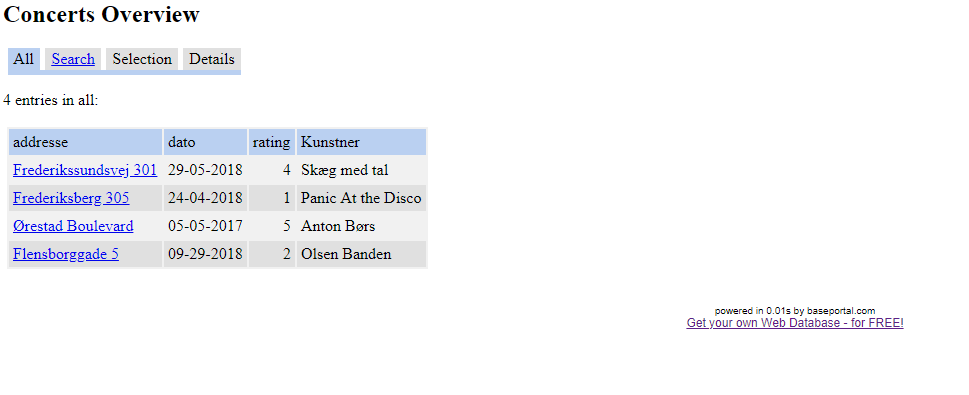 Concerts Overview
All Search Selection Details
4 entries in all:
addresse dato rating Kunstner
Frederikssundsvej 301 29-05-2018 4 Skæg med tal
Frederiksberg 305 24-04-2018 1 Panic At the Disco
Ørestad Boulevard 05-05-2017 5 Anton Børs
Flensborggade 5 09-29-2018 2 Olsen Banden
powered in 0.01s by baseportal.com
Get your own Web Database - for FREE!